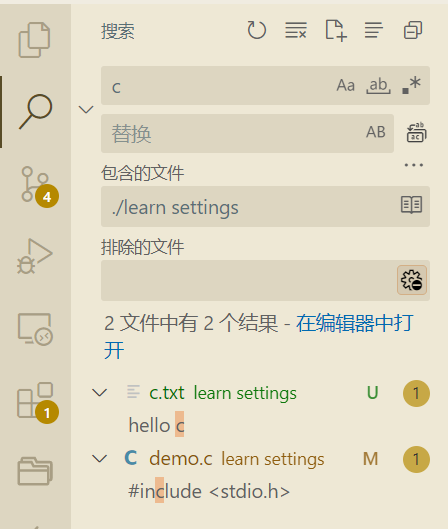 搜索
c
Aa ab
替换
AB
ab
ac
包含的文件
4
./learn settings
排除的文件
2 文件中有 2 个结果 - 在编辑器中打
开
c.txt learn settings U 1
1
hello c
C demo.c learn settings M 1
#include <stdio.h>